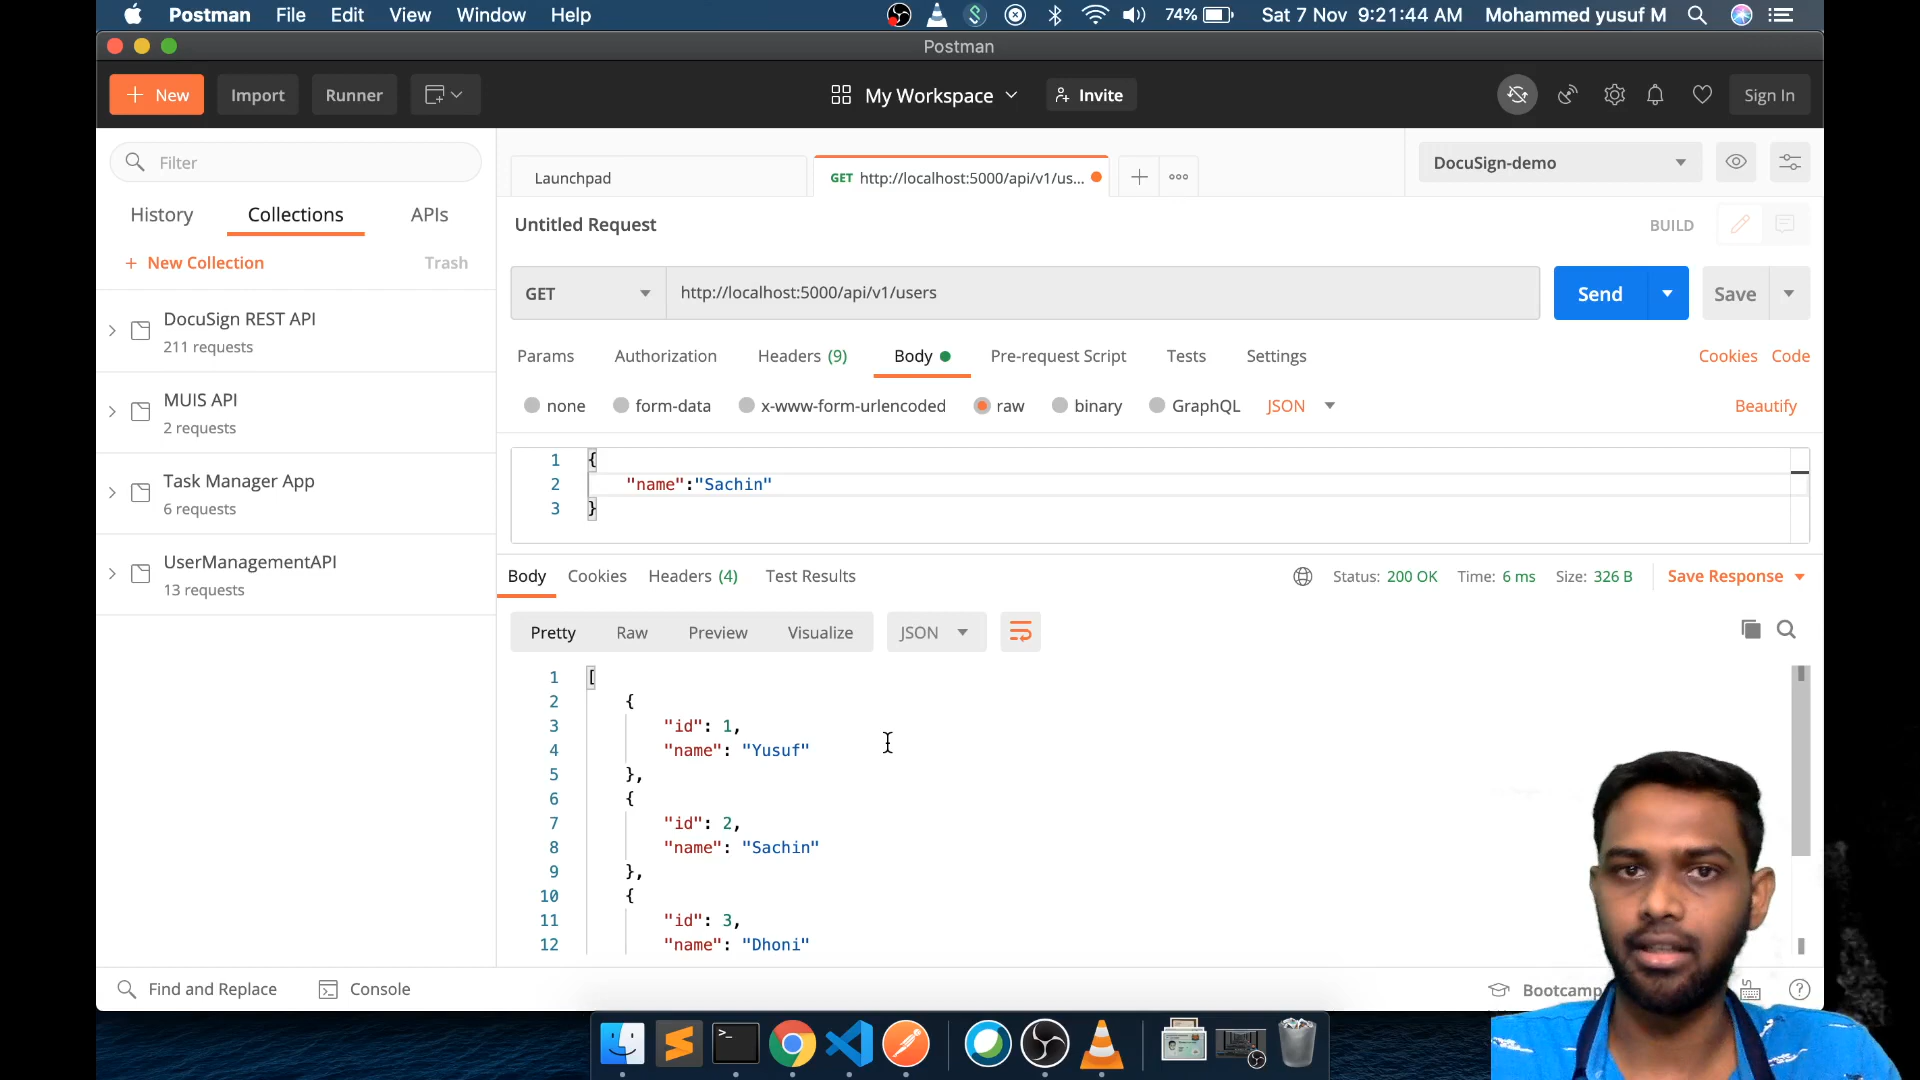 Postman File Edit View Window Help 74% Sat 7 Nov 9:21:44 AM Mohammed yusuf M
Postman
+ New Import Runner My Workspace Invite Sign In
Filter
Launchpad GET http://localhost:5000/api/v1/us... + ooo DocuSign-demo
History Collections APIs
Untitled Request BUILD
+ New Collection Trash
GET http://localhost:5000/api/v1/users Send Save
DocuSign REST API
211 requests
Params Authorization Headers (9) Body Pre-request Script Tests Settings Cookies Code
MUIS API
2 requests
none form-data x-www-form-urlencoded raw binary GraphQL JSON Beautify
Task Manager App
6 requests
1 {
2 "name":"Sachin"
3 }
UserManagementAPI
13 requests
Body Cookies Headers (4) Test Results Status: 200 OK Time: 6 ms Size: 326 B Save Response
Pretty Raw Preview Visualize JSON
1 [
2 {
3 "id": 1,
4 "name": "Yusuf"
5 },
6 {
7 "id": 2,
8 "name": "Sachin"
9 },
10 {
11 "id": 3,
12 "name": "Dhoni"
Find and Replace Console Bootcamp ?